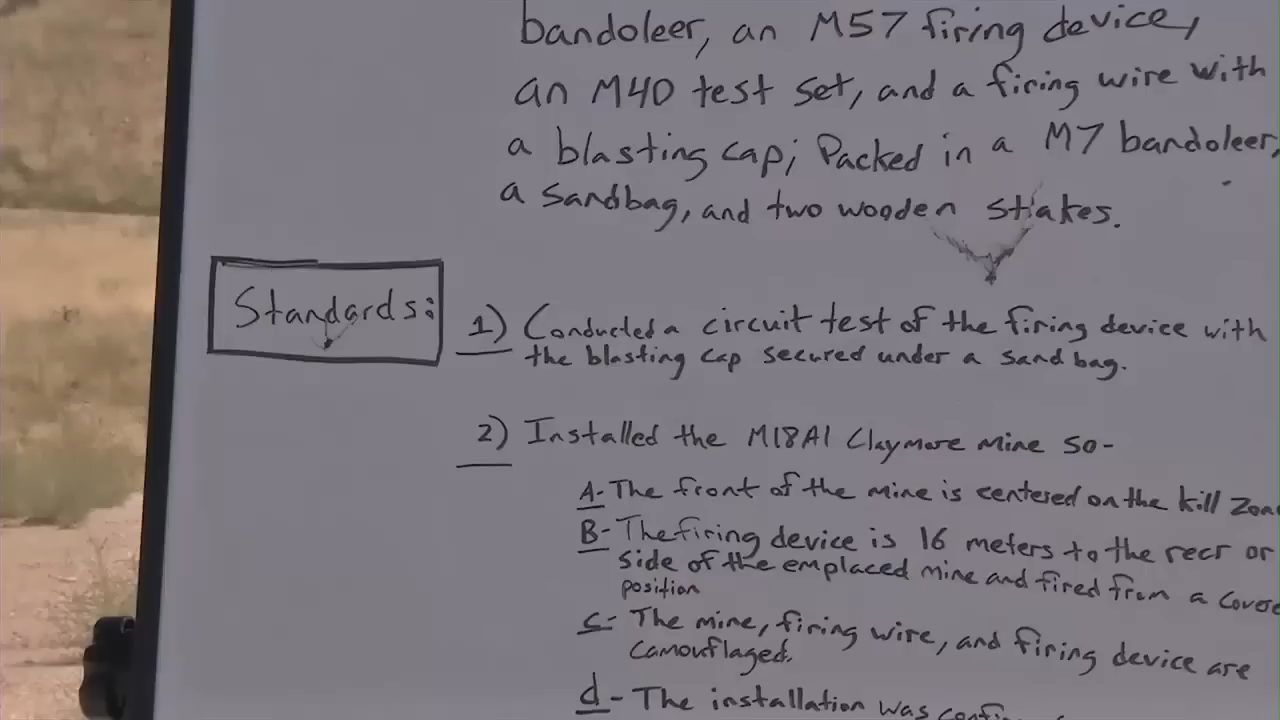 bandoleer, an M57 firing device,
an M40 test set, and a firing wire with
a blasting cap; Packed in a M7 bandoleer,
a sandbag, and two wooden stakes.
Standards:
1) Conducted a circuit test of the firing device with
the blasting cap secured under a sand bag.
2) Installed the M18A1 Claymore mine so-
A- The front of the mine is centered on the kill
B- The firing device is 16 meters to the rear or
side of the emplaced mine and fired from a
position
C- The mine, firing wire, and firing device are
camouflaged.
d- The installation was